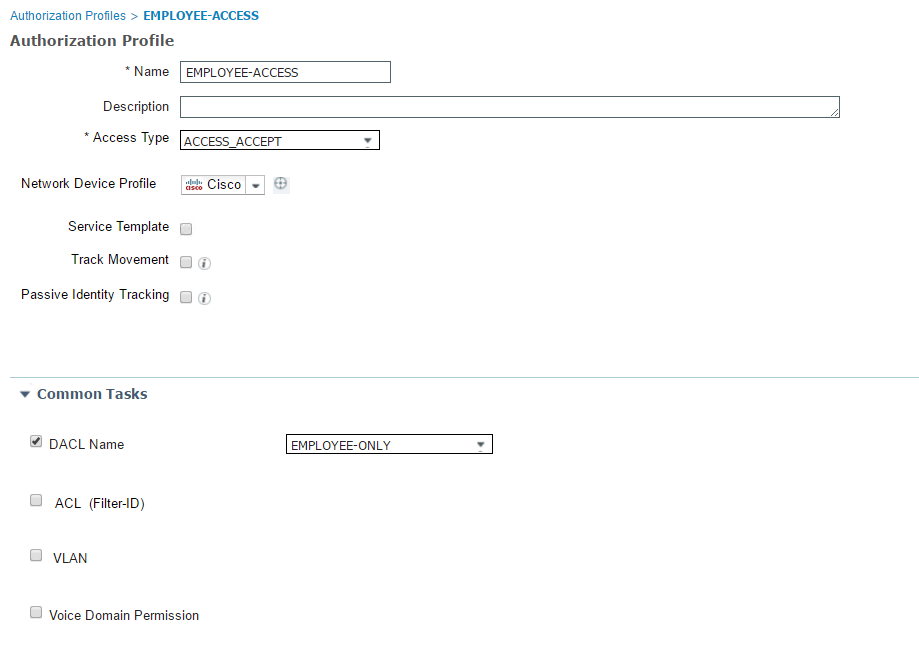 Authorization Profiles > EMPLOYEE-ACCESS
Authorization Profile
* Name EMPLOYEE-ACCESS
Description
* Access Type ACCESS_ACCEPT
Network Device Profile cisco Cisco
Service Template
Track Movement i
Passive Identity Tracking i
Common Tasks
DACL Name EMPLOYEE-ONLY
ACL (Filter-ID)
VLAN
Voice Domain Permission